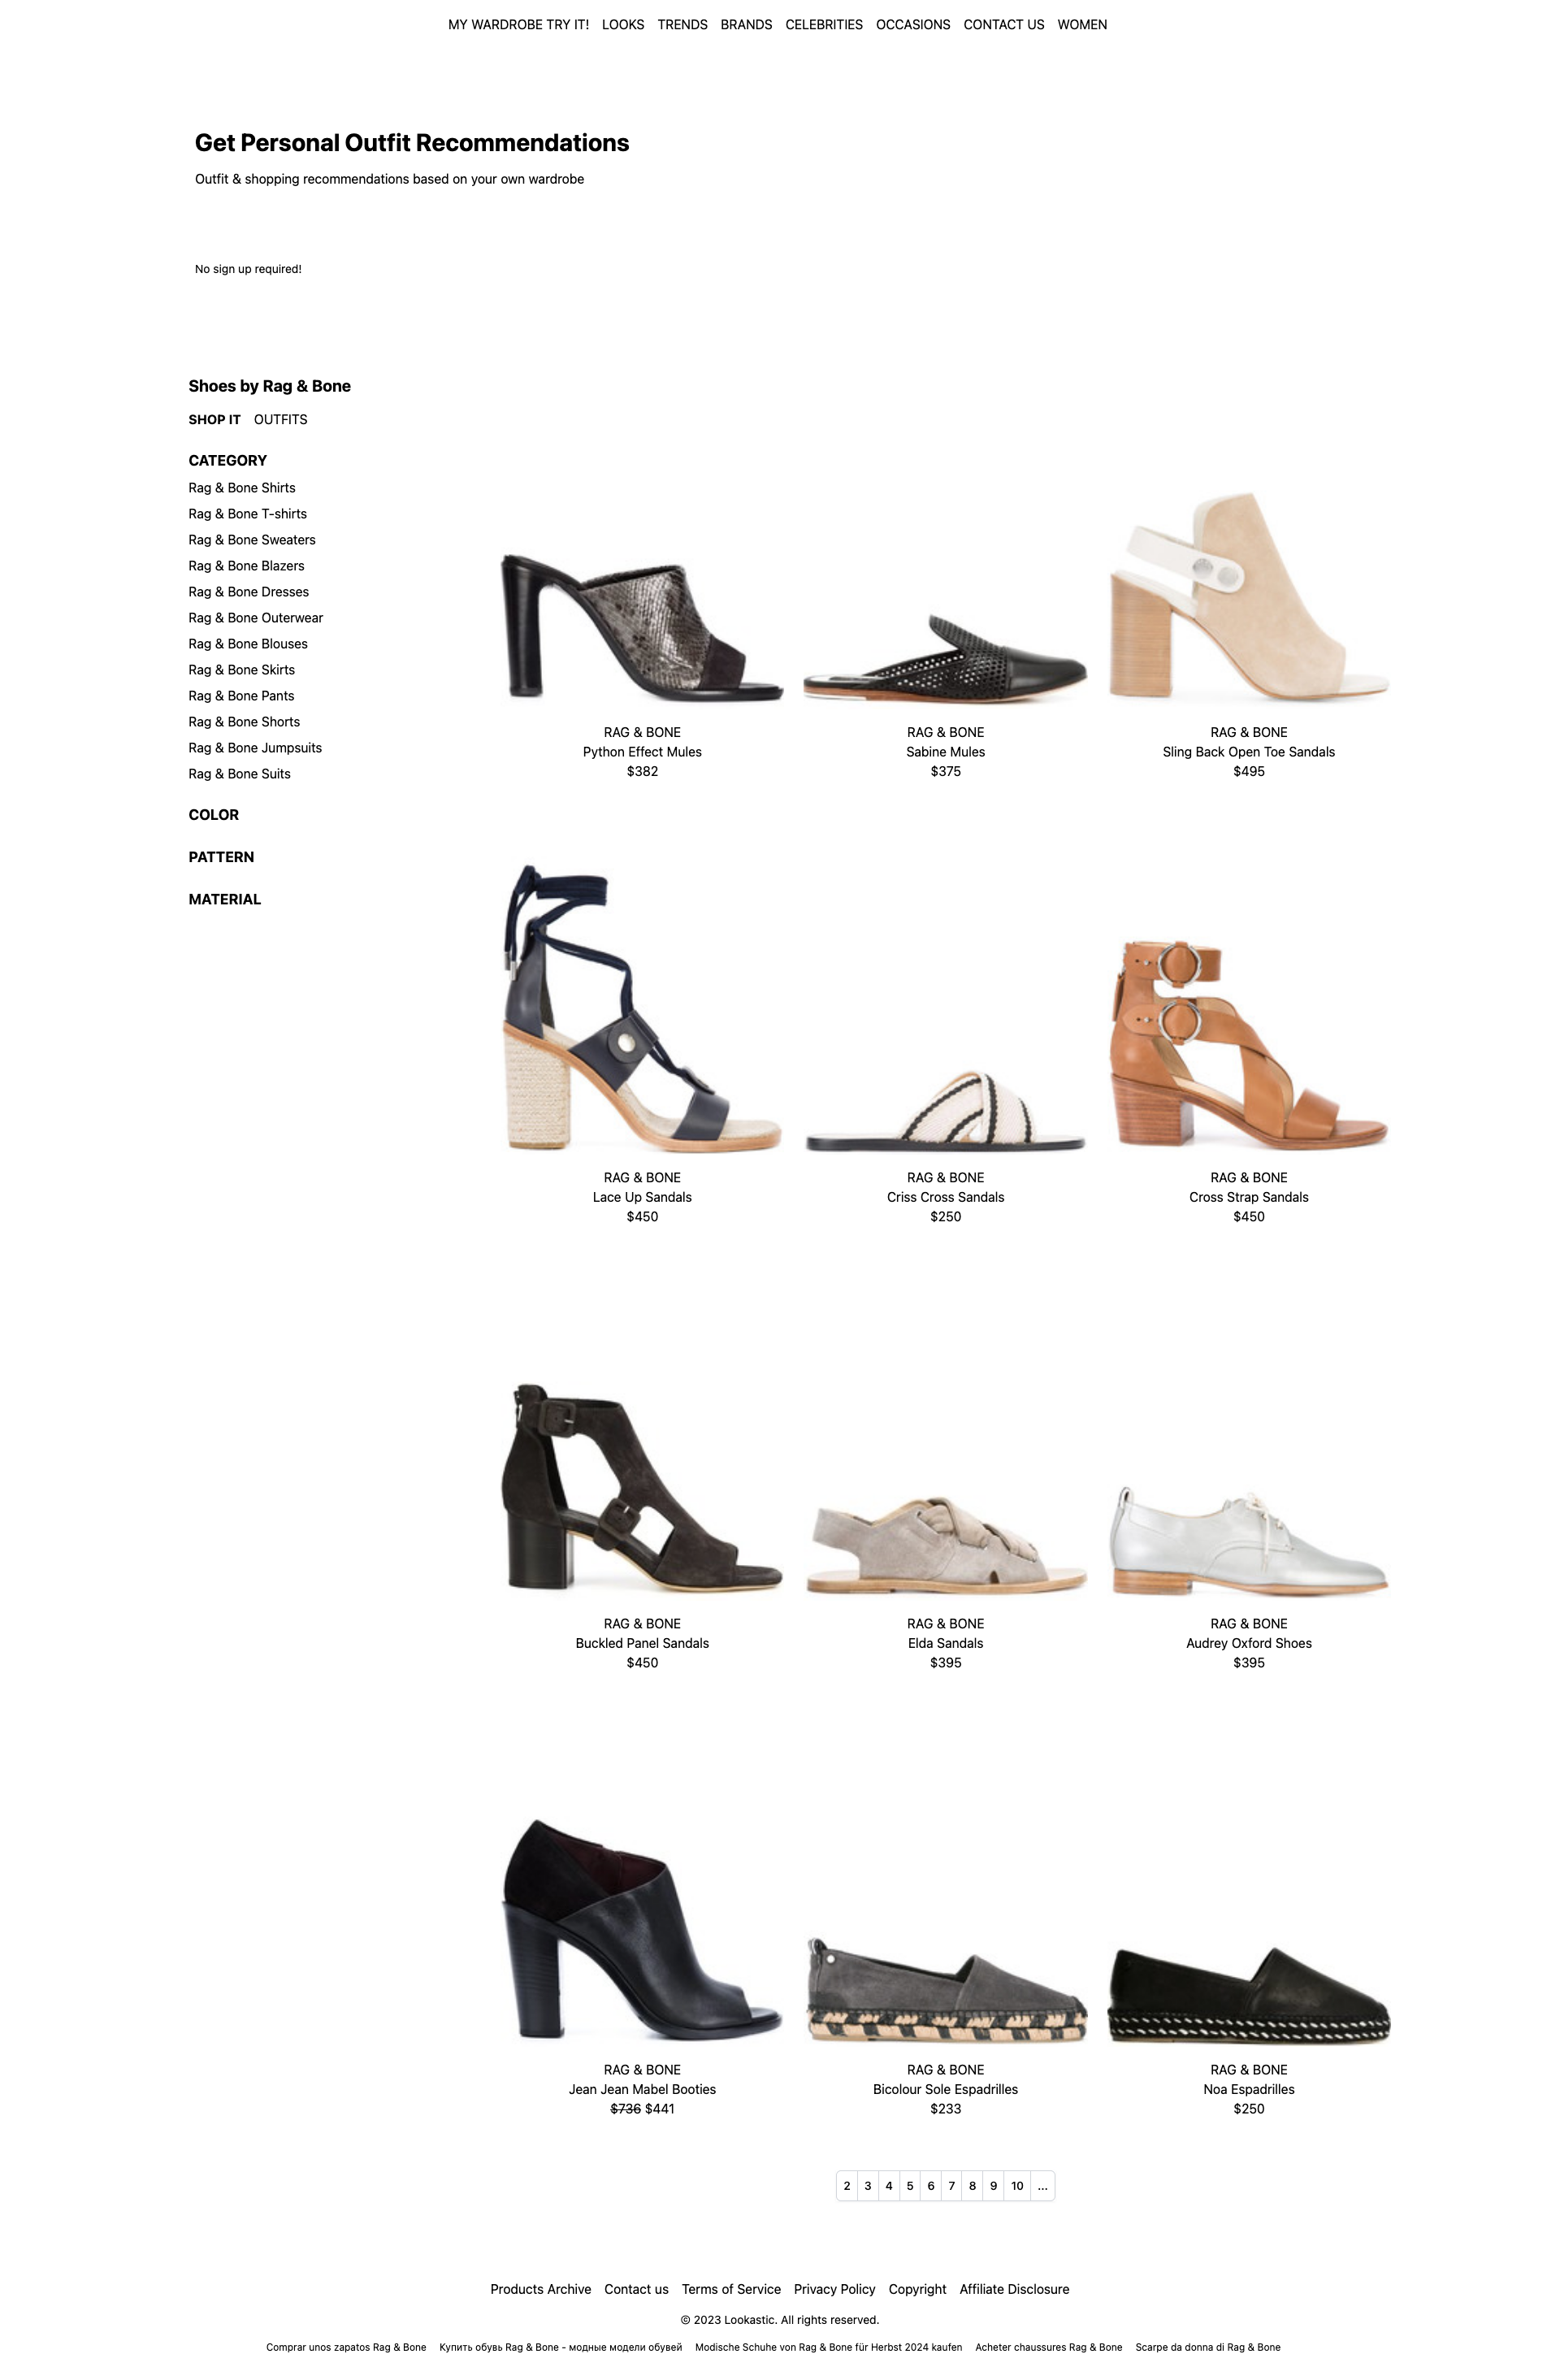 MY WARDROBE TRY IT! LOOKS TRENDS BRANDS CELEBRITIES OCCASIONS CONTACT US WOMEN
Get Personal Outfit Recommendations
Outfit & shopping recommendations based on your own wardrobe
No sign up required!
Shoes by Rag & Bone
SHOP IT OUTFITS
CATEGORY
Rag & Bone Shirts
Rag & Bone T-shirts
Rag & Bone Sweaters
Rag & Bone Blazers
Rag & Bone Dresses
Rag & Bone Outerwear
Rag & Bone Blouses
Rag & Bone Skirts
Rag & Bone Pants
Rag & Bone Shorts
Rag & Bone Jumpsuits
Rag & Bone Suits
COLOR
PATTERN
MATERIAL
RAG & BONE
Python Effect Mules
$382
RAG & BONE
Sabine Mules
$375
RAG & BONE
Sling Back Open Toe Sandals
$495
RAG & BONE
Lace Up Sandals
$450
RAG & BONE
Criss Cross Sandals
$250
RAG & BONE
Cross Strap Sandals
$450
RAG & BONE
Buckled Panel Sandals
$450
RAG & BONE
Elda Sandals
$395
RAG & BONE
Audrey Oxford Shoes
$395
RAG & BONE
Jean Jean Mabel Booties
$736 $441
RAG & BONE
Bicolour Sole Espadrilles
$233
RAG & BONE
Noa Espadrilles
$250
2 3 4 5 6 7 8 9 10 ...
Products Archive Contact us Terms of Service Privacy Policy Copyright Affiliate Disclosure
© 2023 Lookastic. All rights reserved.
Comprar unos zapatos Rag & Bone Купить обувь Rag & Bone - модные модели обувей Modische Schuhe von Rag & Bone für Herbst 2024 kaufen Acheter chaussures Rag & Bone Scarpe da donna di Rag & Bone